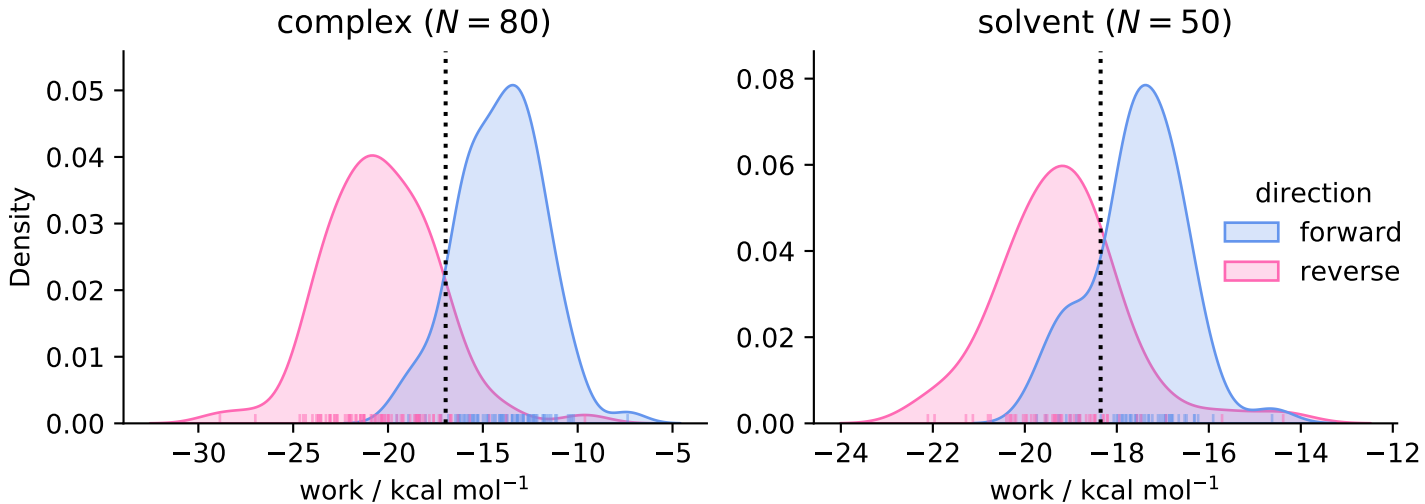 complex (N = 80)
Density
0.05
0.04
0.03
0.02
0.01
0.00
−30 −25 −20 −15 −10 −5
work / kcal mol⁻¹
solvent (N = 50)
0.08
0.06
0.04
0.02
0.00
−24 −22 −20 −18 −16 −14 −12
work / kcal mol⁻¹
direction
forward
reverse